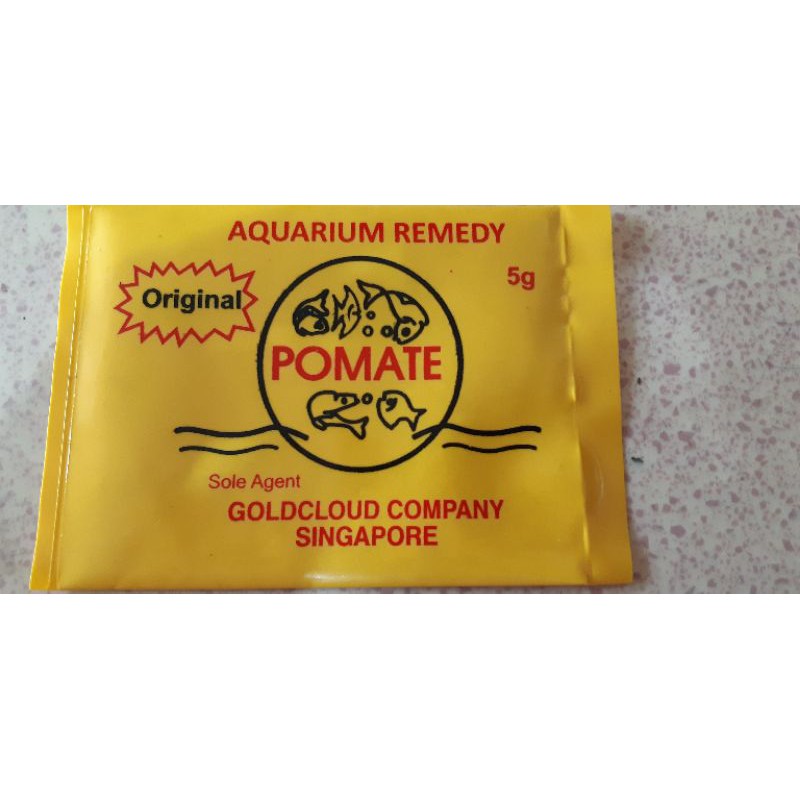 AQUARIUM REMEDY
5g
Original
POMATE
Sole Agent
GOLDCLOUD COMPANY
SINGAPORE